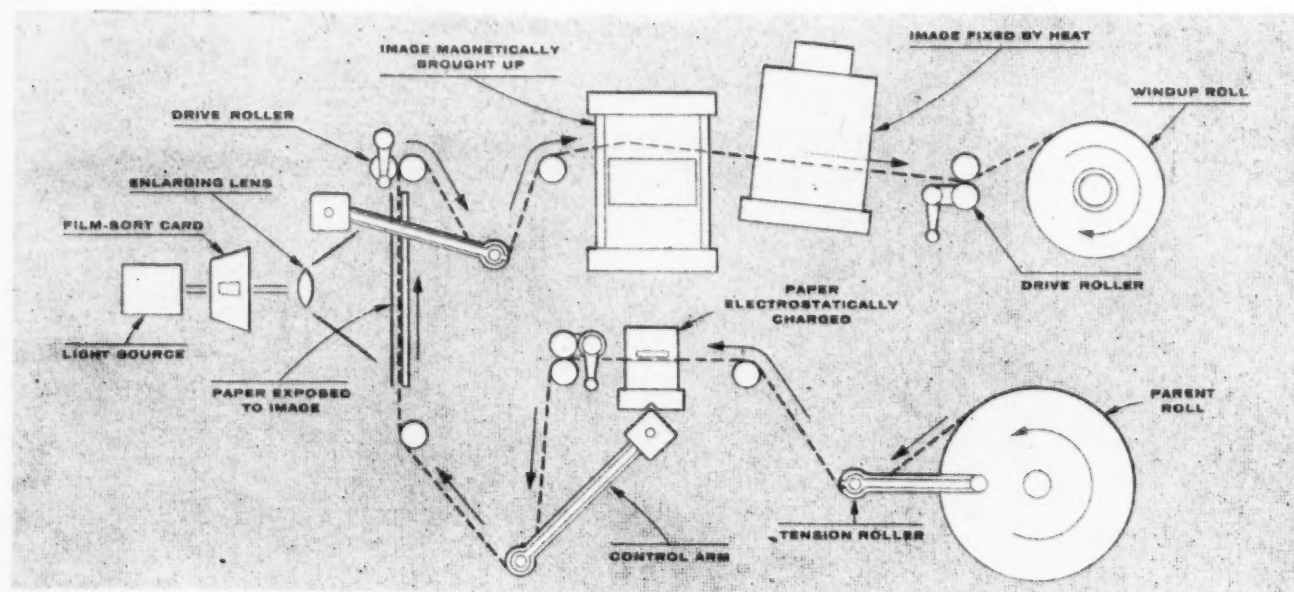 IMAGE MAGNETICALLY
BROUGHT UP
IMAGE FIXED BY HEAT
WINDUP ROLL
DRIVE ROLLER
ENLARGING LENS
FILM-SORT CARD
LIGHT SOURCE
PAPER EXPOSED
TO IMAGE
PAPER
ELECTROSTATICALLY
CHARGED
DRIVE ROLLER
PARENT
ROLL
CONTROL ARM
TENSION ROLLER